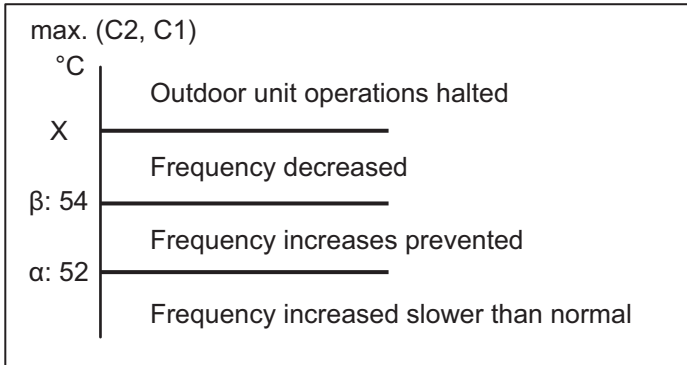 max. (C2, C1)
°C
Outdoor unit operations halted
X
Frequency decreased
β: 54
Frequency increases prevented
α: 52
Frequency increased slower than normal